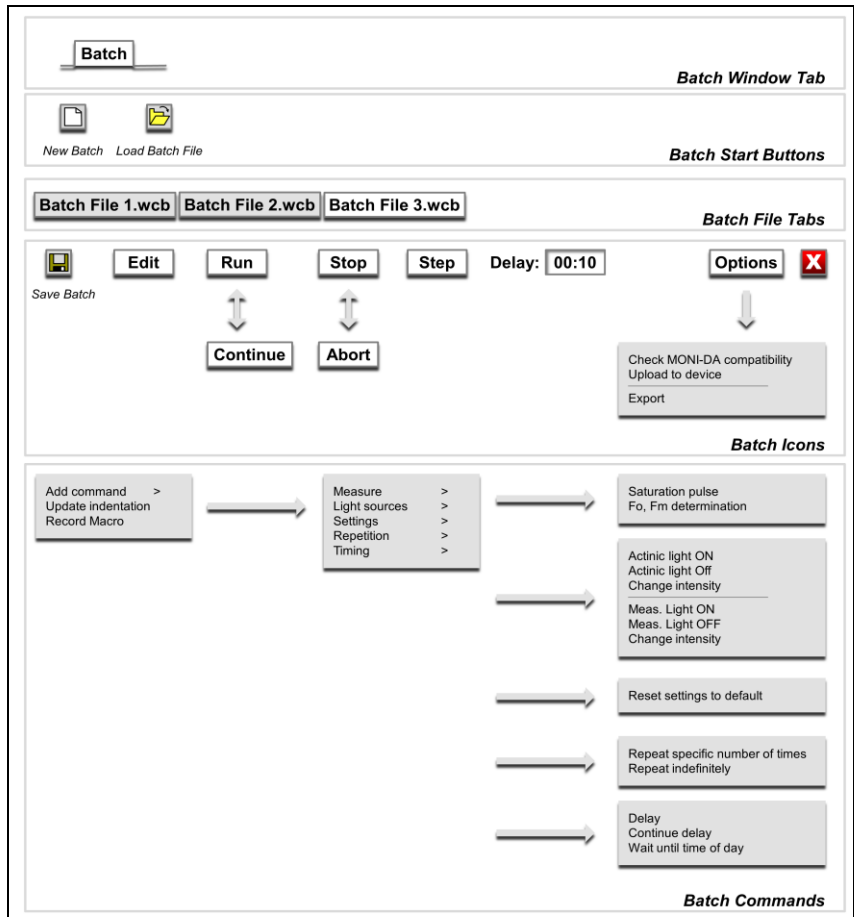 Batch
Batch Window Tab
New Batch Load Batch File
Batch Start Buttons
Batch File 1.wcb Batch File 2.wcb Batch File 3.wcb
Batch File Tabs
Edit Run Stop Step Delay: 00:10 Options X
Save Batch
Continue Abort
Check MONI-DA compatibility
Upload to device
Export
Batch Icons
Add command >
Update indentation
Record Macro
Measure >
Light sources >
Settings >
Repetition >
Timing >
Saturation pulse
Fo, Fm determination
Actinic light ON
Actinic light Off
Change intensity
Meas. Light ON
Meas. Light OFF
Change intensity
Reset settings to default
Repeat specific number of times
Repeat indefinitely
Delay
Continue delay
Wait until time of day
Batch Commands